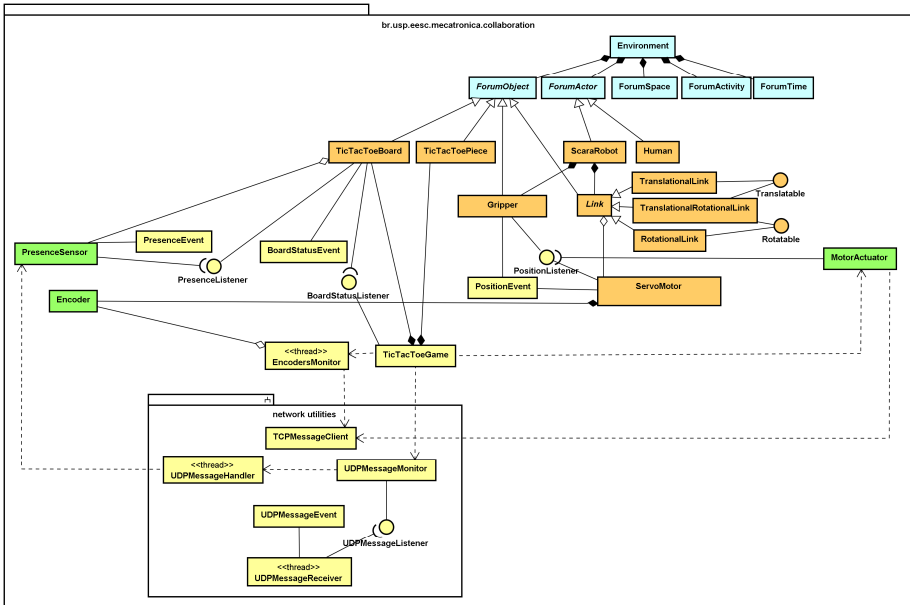 br.usp.eesc.mecatronica.collaboration
Environment
ForumObject
ForumActor
ForumSpace
ForumActivity
ForumTime
TicTacToeBoard
TicTacToePiece
ScaraRobot
Human
TranslationalLink
Translatable
Gripper
Link
TranslationalRotationalLink
RotationalLink
Rotatable
PresenceEvent
PresenceSensor
BoardStatusEvent
PresenceListener
PositionListener
MotorActuator
PositionEvent
ServoMotor
BoardStatusListener
Encoder
<<thread>>
EncodersMonitor
TicTacToeGame
network utilities
TCPMessageClient
<<thread>>
UDPMessageHandler
UDPMessageMonitor
UDPMessageEvent
UDPMessageListener
<<thread>>
UDPMessageReceiver